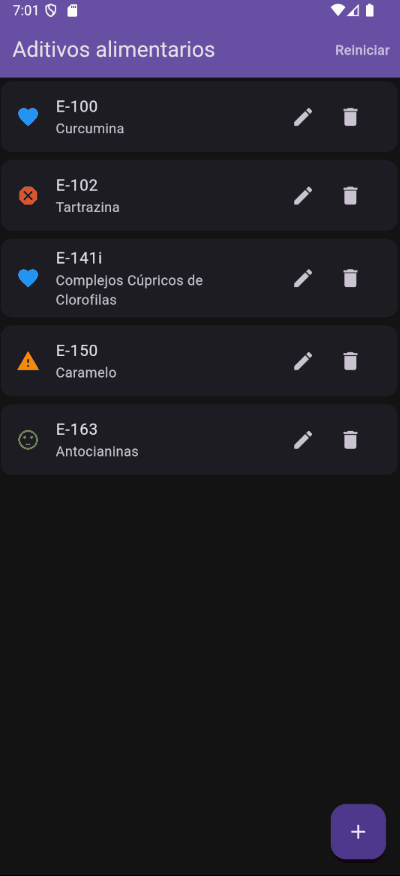 7:01
Aditivos alimentarios
Reiniciar
E-100
Curcumina
E-102
Tartrazina
E-141i
Complejos Cúpricos de
Clorofilas
E-150
Caramelo
E-163
Antocianinas
+